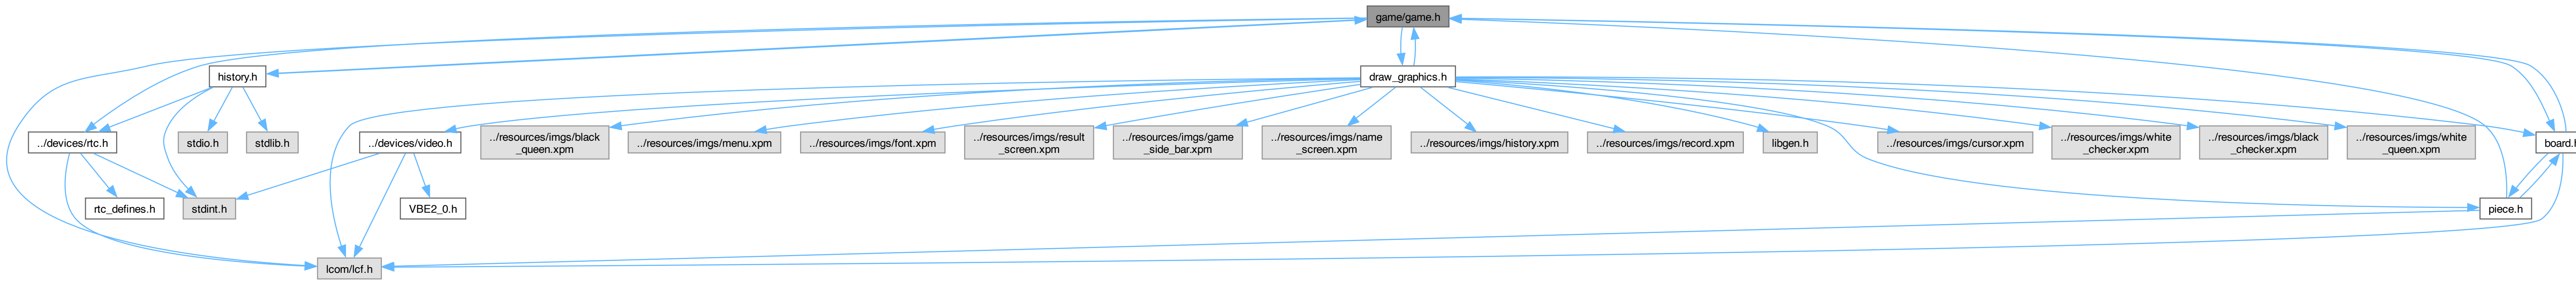 game/game.h
history.h
draw_graphics.h
../devices/rtc.h
stdio.h
stdlib.h
../devices/video.h
../resources/imgs/black
_queen.xpm
../resources/imgs/menu.xpm
../resources/imgs/font.xpm
../resources/imgs/result
_screen.xpm
../resources/imgs/game
_side_bar.xpm
../resources/imgs/name
_screen.xpm
../resources/imgs/history.xpm
../resources/imgs/record.xpm
libgen.h
../resources/imgs/cursor.xpm
../resources/imgs/white
_checker.xpm
../resources/imgs/black
_checker.xpm
../resources/imgs/white
_queen.xpm
board.h
rtc_defines.h
stdint.h
VBE2_0.h
piece.h
lcom/lcf.h